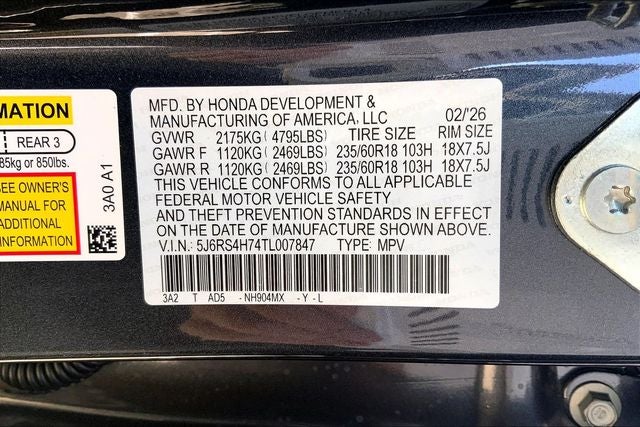 MATION
REAR 3
85kg or 850lbs.
SEE OWNER'S
MANUAL FOR
ADDITIONAL
INFORMATION
3A0 A1
MFD. BY HONDA DEVELOPMENT &
MANUFACTURING OF AMERICA, LLC 02/'26
GVWR 2175KG( 4795LBS) TIRE SIZE RIM SIZE
GAWR F 1120KG( 2469LBS) 235/60R18 103H 18X7.5J
GAWR R 1120KG( 2469LBS) 235/60R18 103H 18X7.5J
THIS VEHICLE CONFORMS TO ALL APPLICABLE
FEDERAL MOTOR VEHICLE SAFETY
AND THEFT PREVENTION STANDARDS IN EFFECT ON
THE DATE OF MANUFACTURE SHOWN ABOVE.
V.I.N: 5J6RS4H74TL007847 TYPE: MPV
3A2 T AD5 - NH904MX - Y - L